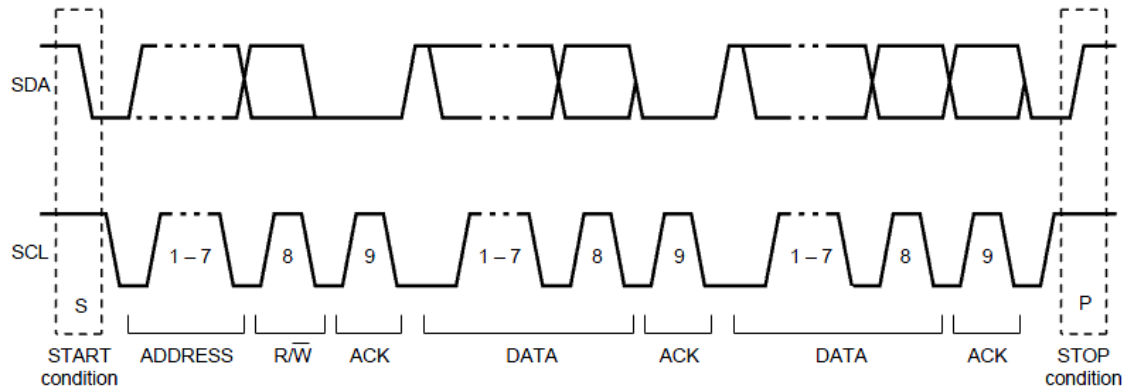 SDA
SCL
1 – 7
8
9
1 – 7
8
9
1 – 7
8
9
S
P
START
condition
ADDRESS
R/W̅
ACK
DATA
ACK
DATA
ACK
STOP
condition